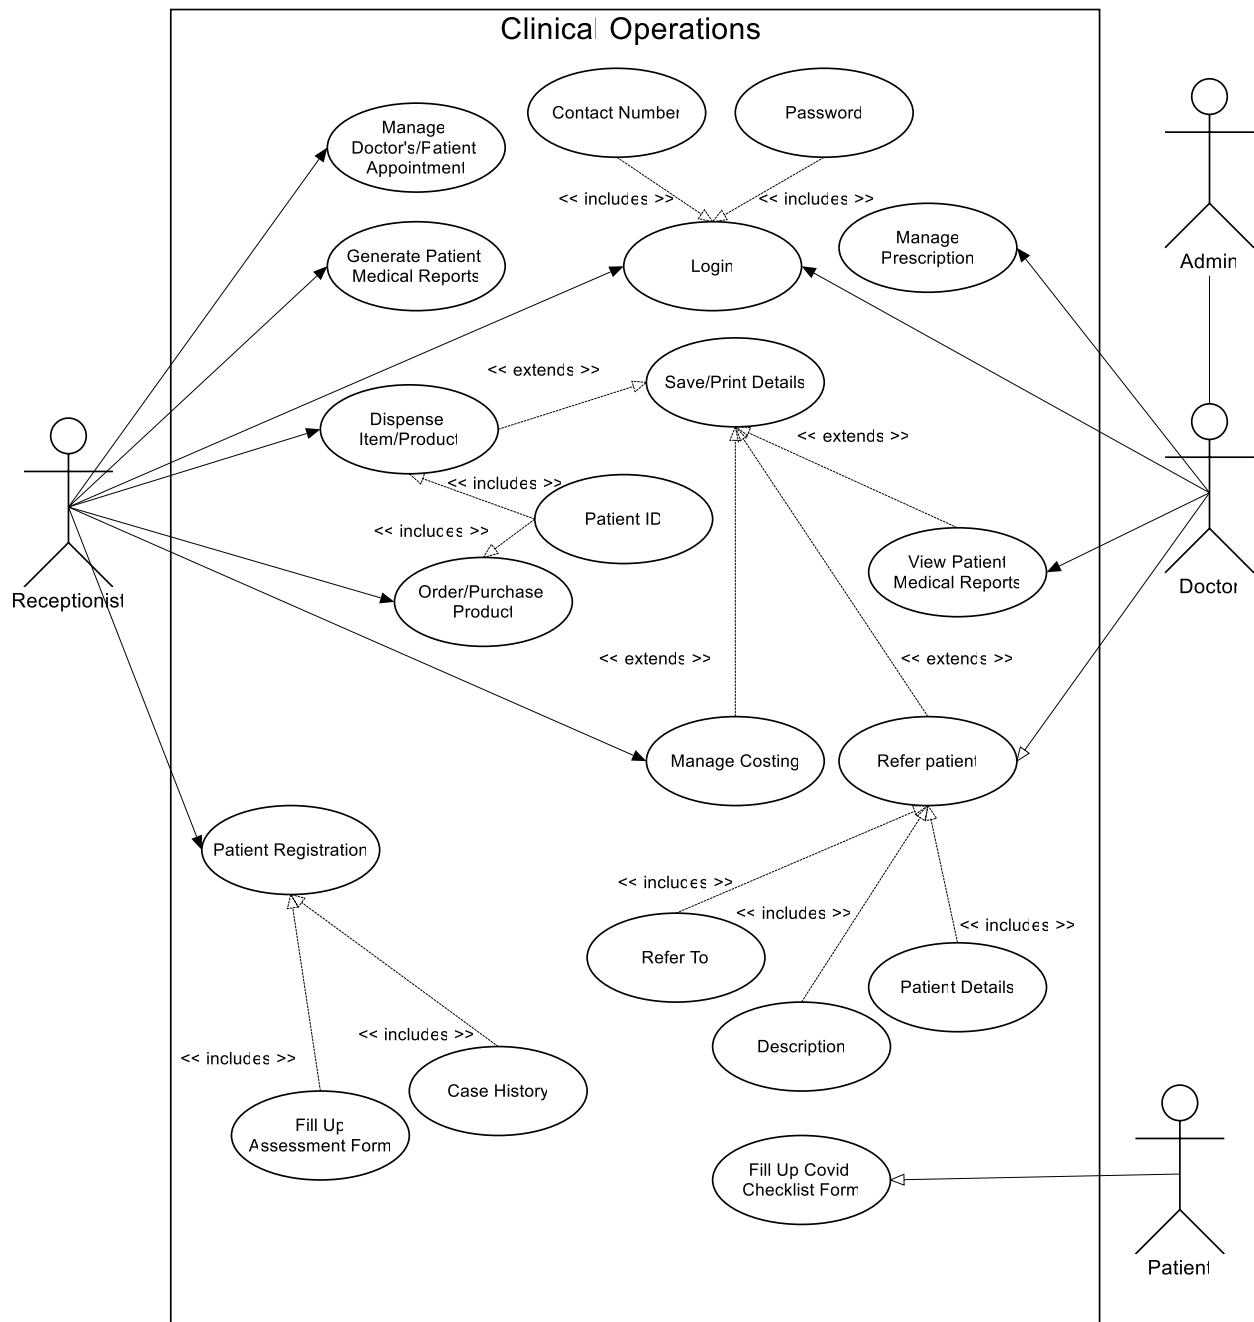 Clinical Operations
Contact Number
Password
Manage
Doctor's/Fatient
Appointment
<< includes >>
<< includes >>
Manage
Prescription
Generate Patient
Medical Reports
Login
Admin
<< extends >>
Save/Print Details
Dispense
Item/Product
<< extends >>
<< includes >>
Patient ID
<< includes >>
View Patient
Medical Reports
Order/Purchase
Product
Receptionist
Doctor
<< extends >>
<< extends >>
Manage Costing
Refer patient
Patient Registration
<< includes >>
<< includes >>
<< includes >>
Refer To
Patient Details
<< includes >>
<< includes >>
Description
Case History
Fill Up
Assessment Form
Fill Up Covid
Checklist Form
Patient